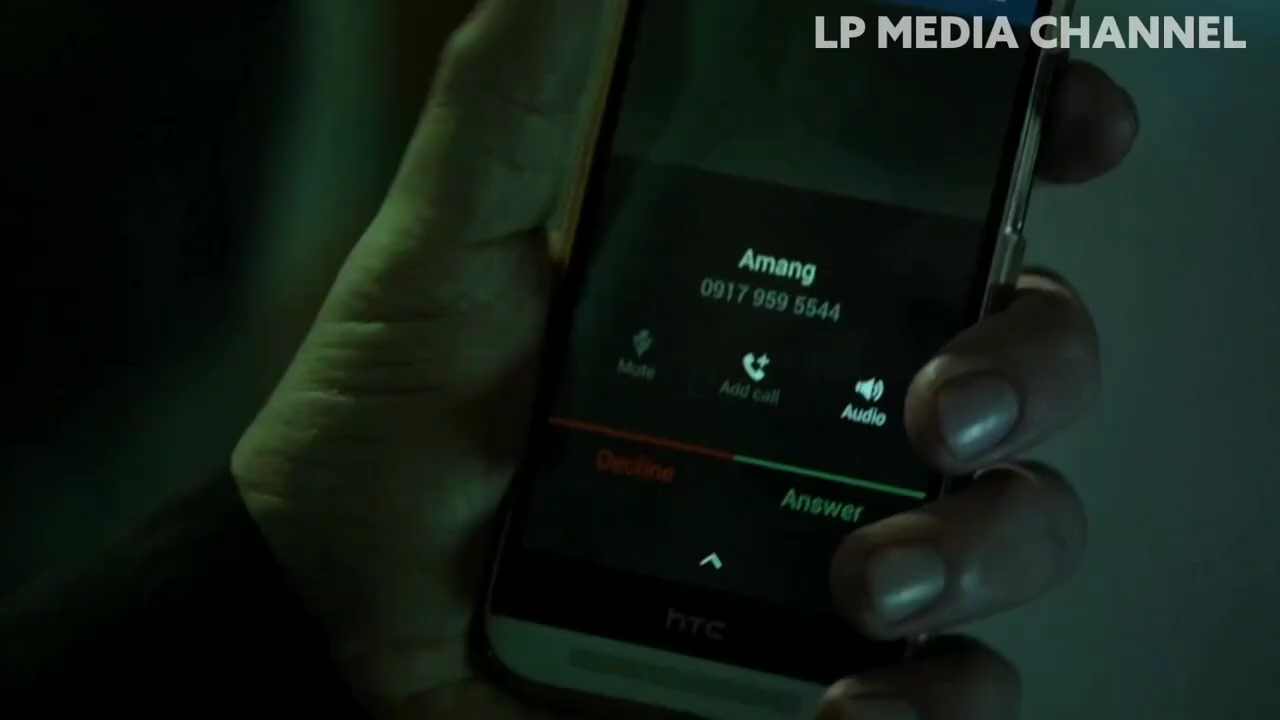 LP MEDIA CHANNEL
Amang
0917 959 5544
Mute
Add call
Audio
Decline
Answer
hTC